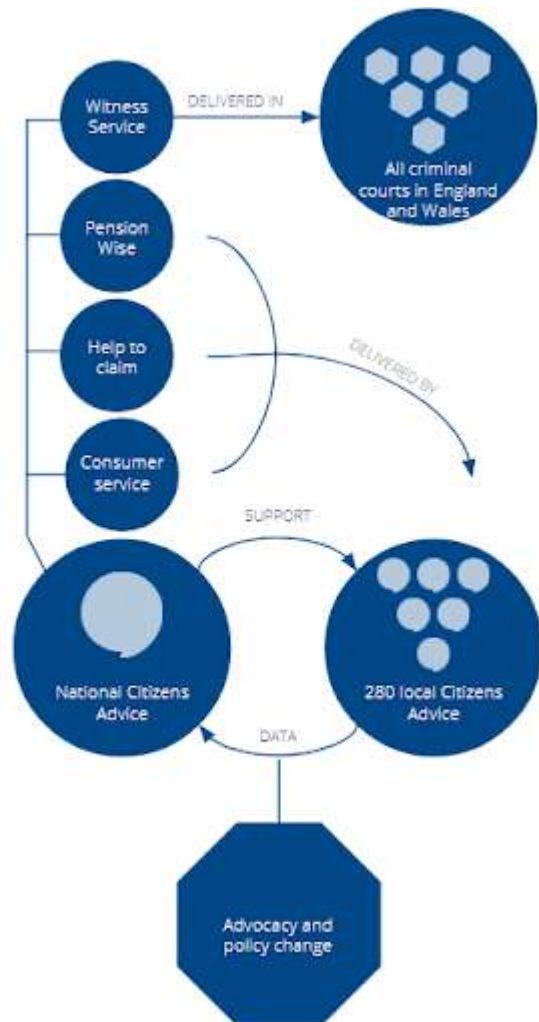 Witness
Service
DELIVERED IN
All criminal
courts in England
and Wales
Pension
Wise
Help to
claim
DELIVERED BY
Consumer
service
SUPPORT
National Citizens
Advice
280 local Citizens
Advice
DATA
Advocacy and
policy change